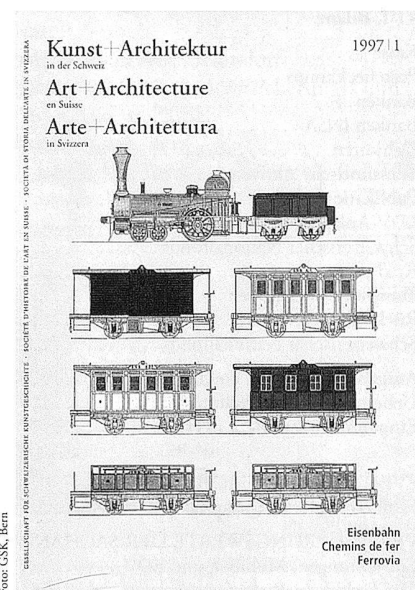 Kunst+Architektur
in der Schweiz
1997 | 1
Art+Architecture
en Suisse
Arte+Architettura
in Svizzera
GESELLSCHAFT FÜR SCHWEIZERISCHE KUNSTGESCHICHTE · SOCIÉTÉ D'HISTOIRE DE L'ART EN SUISSE · SOCIETÀ DI STORIA DELL'ARTE IN SVIZZERA
Eisenbahn
Chemins de fer
Ferrovia
GSK, Bern